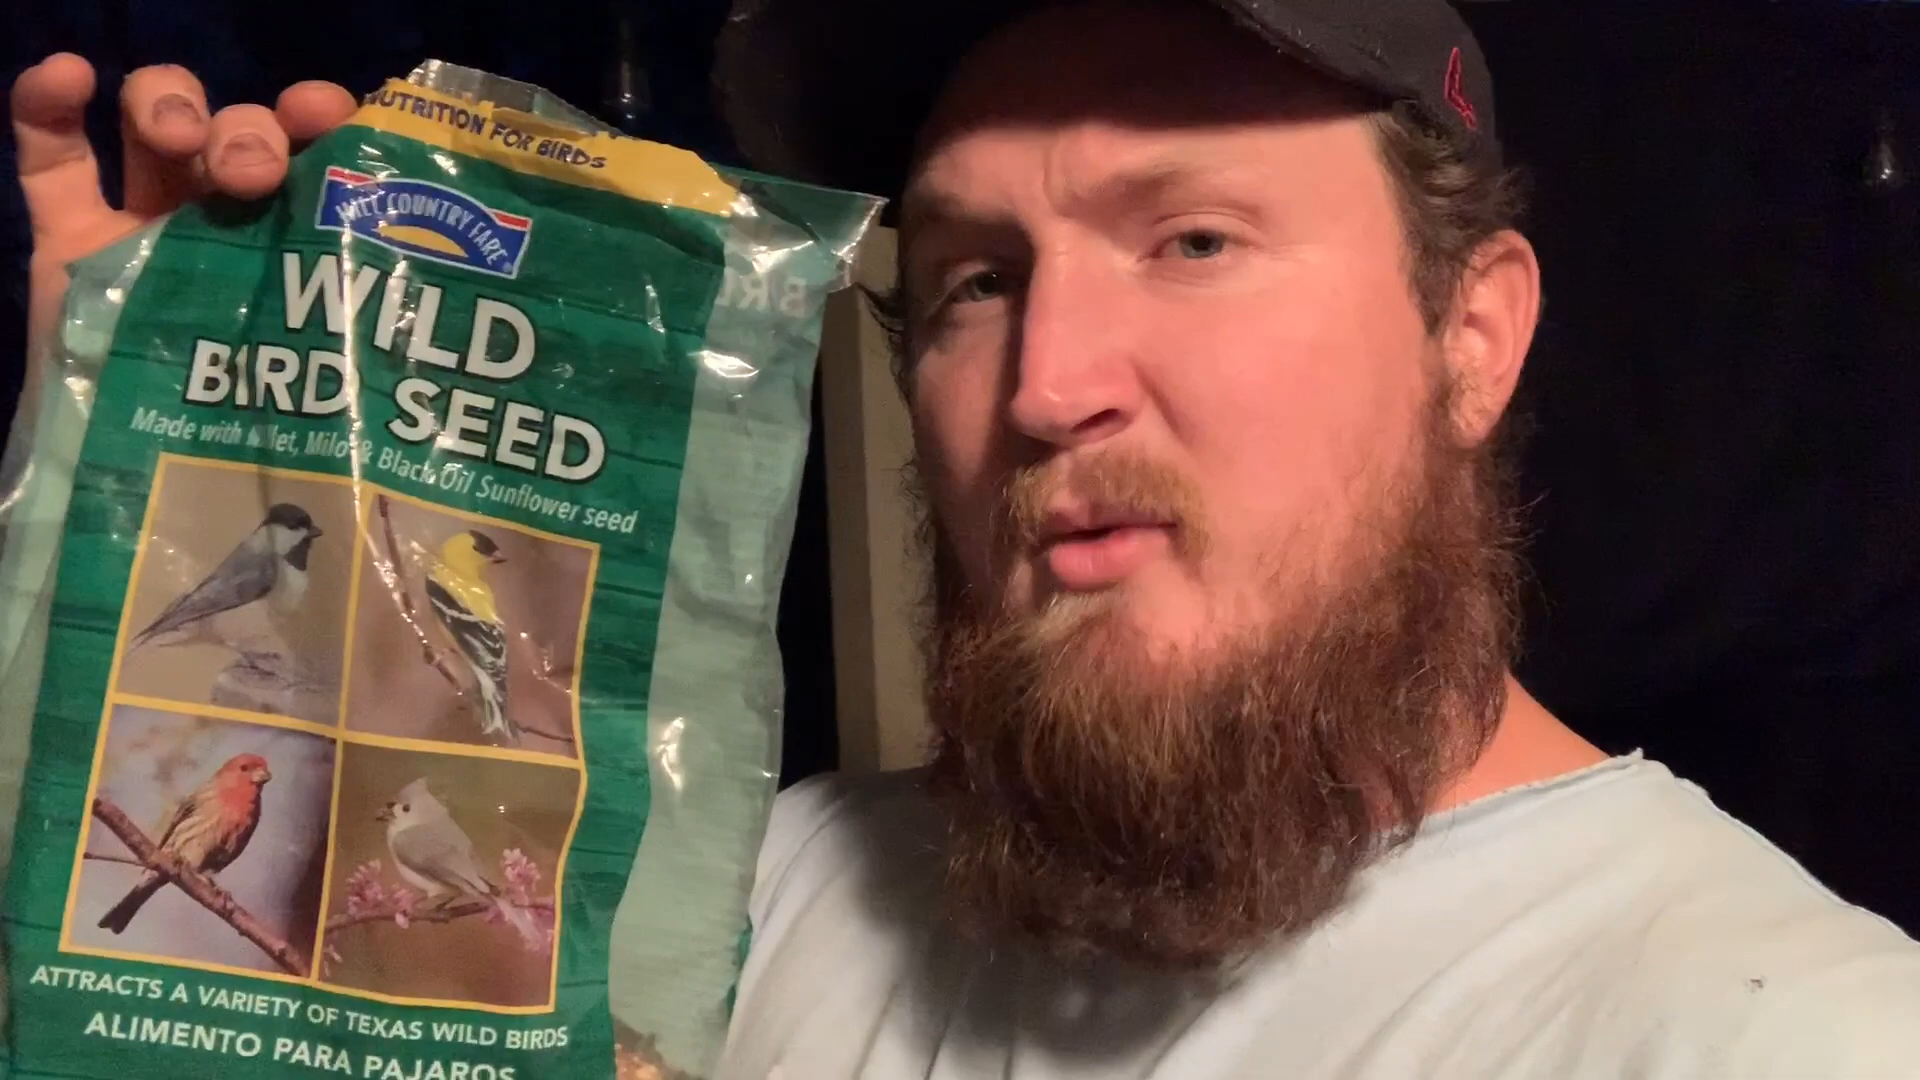 NUTRITION FOR BIRDS
HILL COUNTRY FARE
WILD
BIRD SEED
Made with Millet, Milo & Black Oil Sunflower seed
ATTRACTS A VARIETY OF TEXAS WILD BIRDS
ALIMENTO PARA PAJAROS